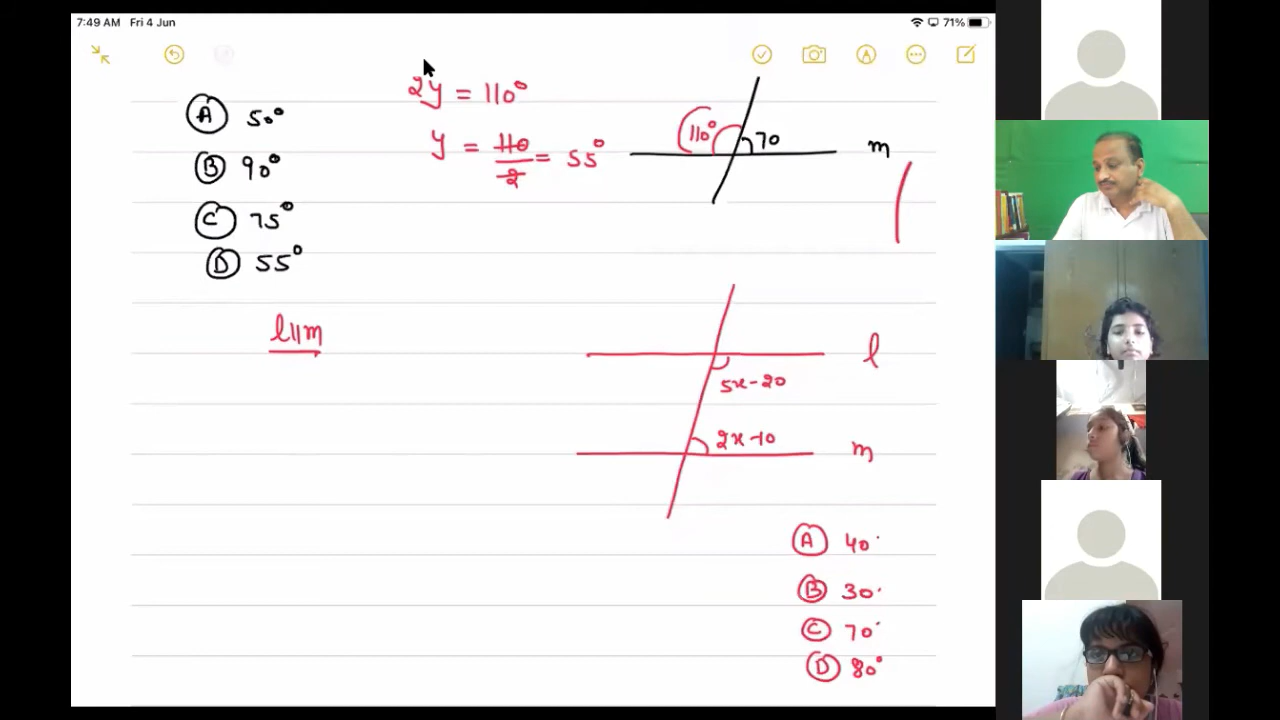 7:49 AM Fri 4 Jun
71%
A 50°
B 90°
C 75°
D 55°
2y = 110°
y = 110/2 = 55°
110° 70 m
l||m
l
5x-20
2x-10 m
A 40°
B 30°
C 70°
D 80°